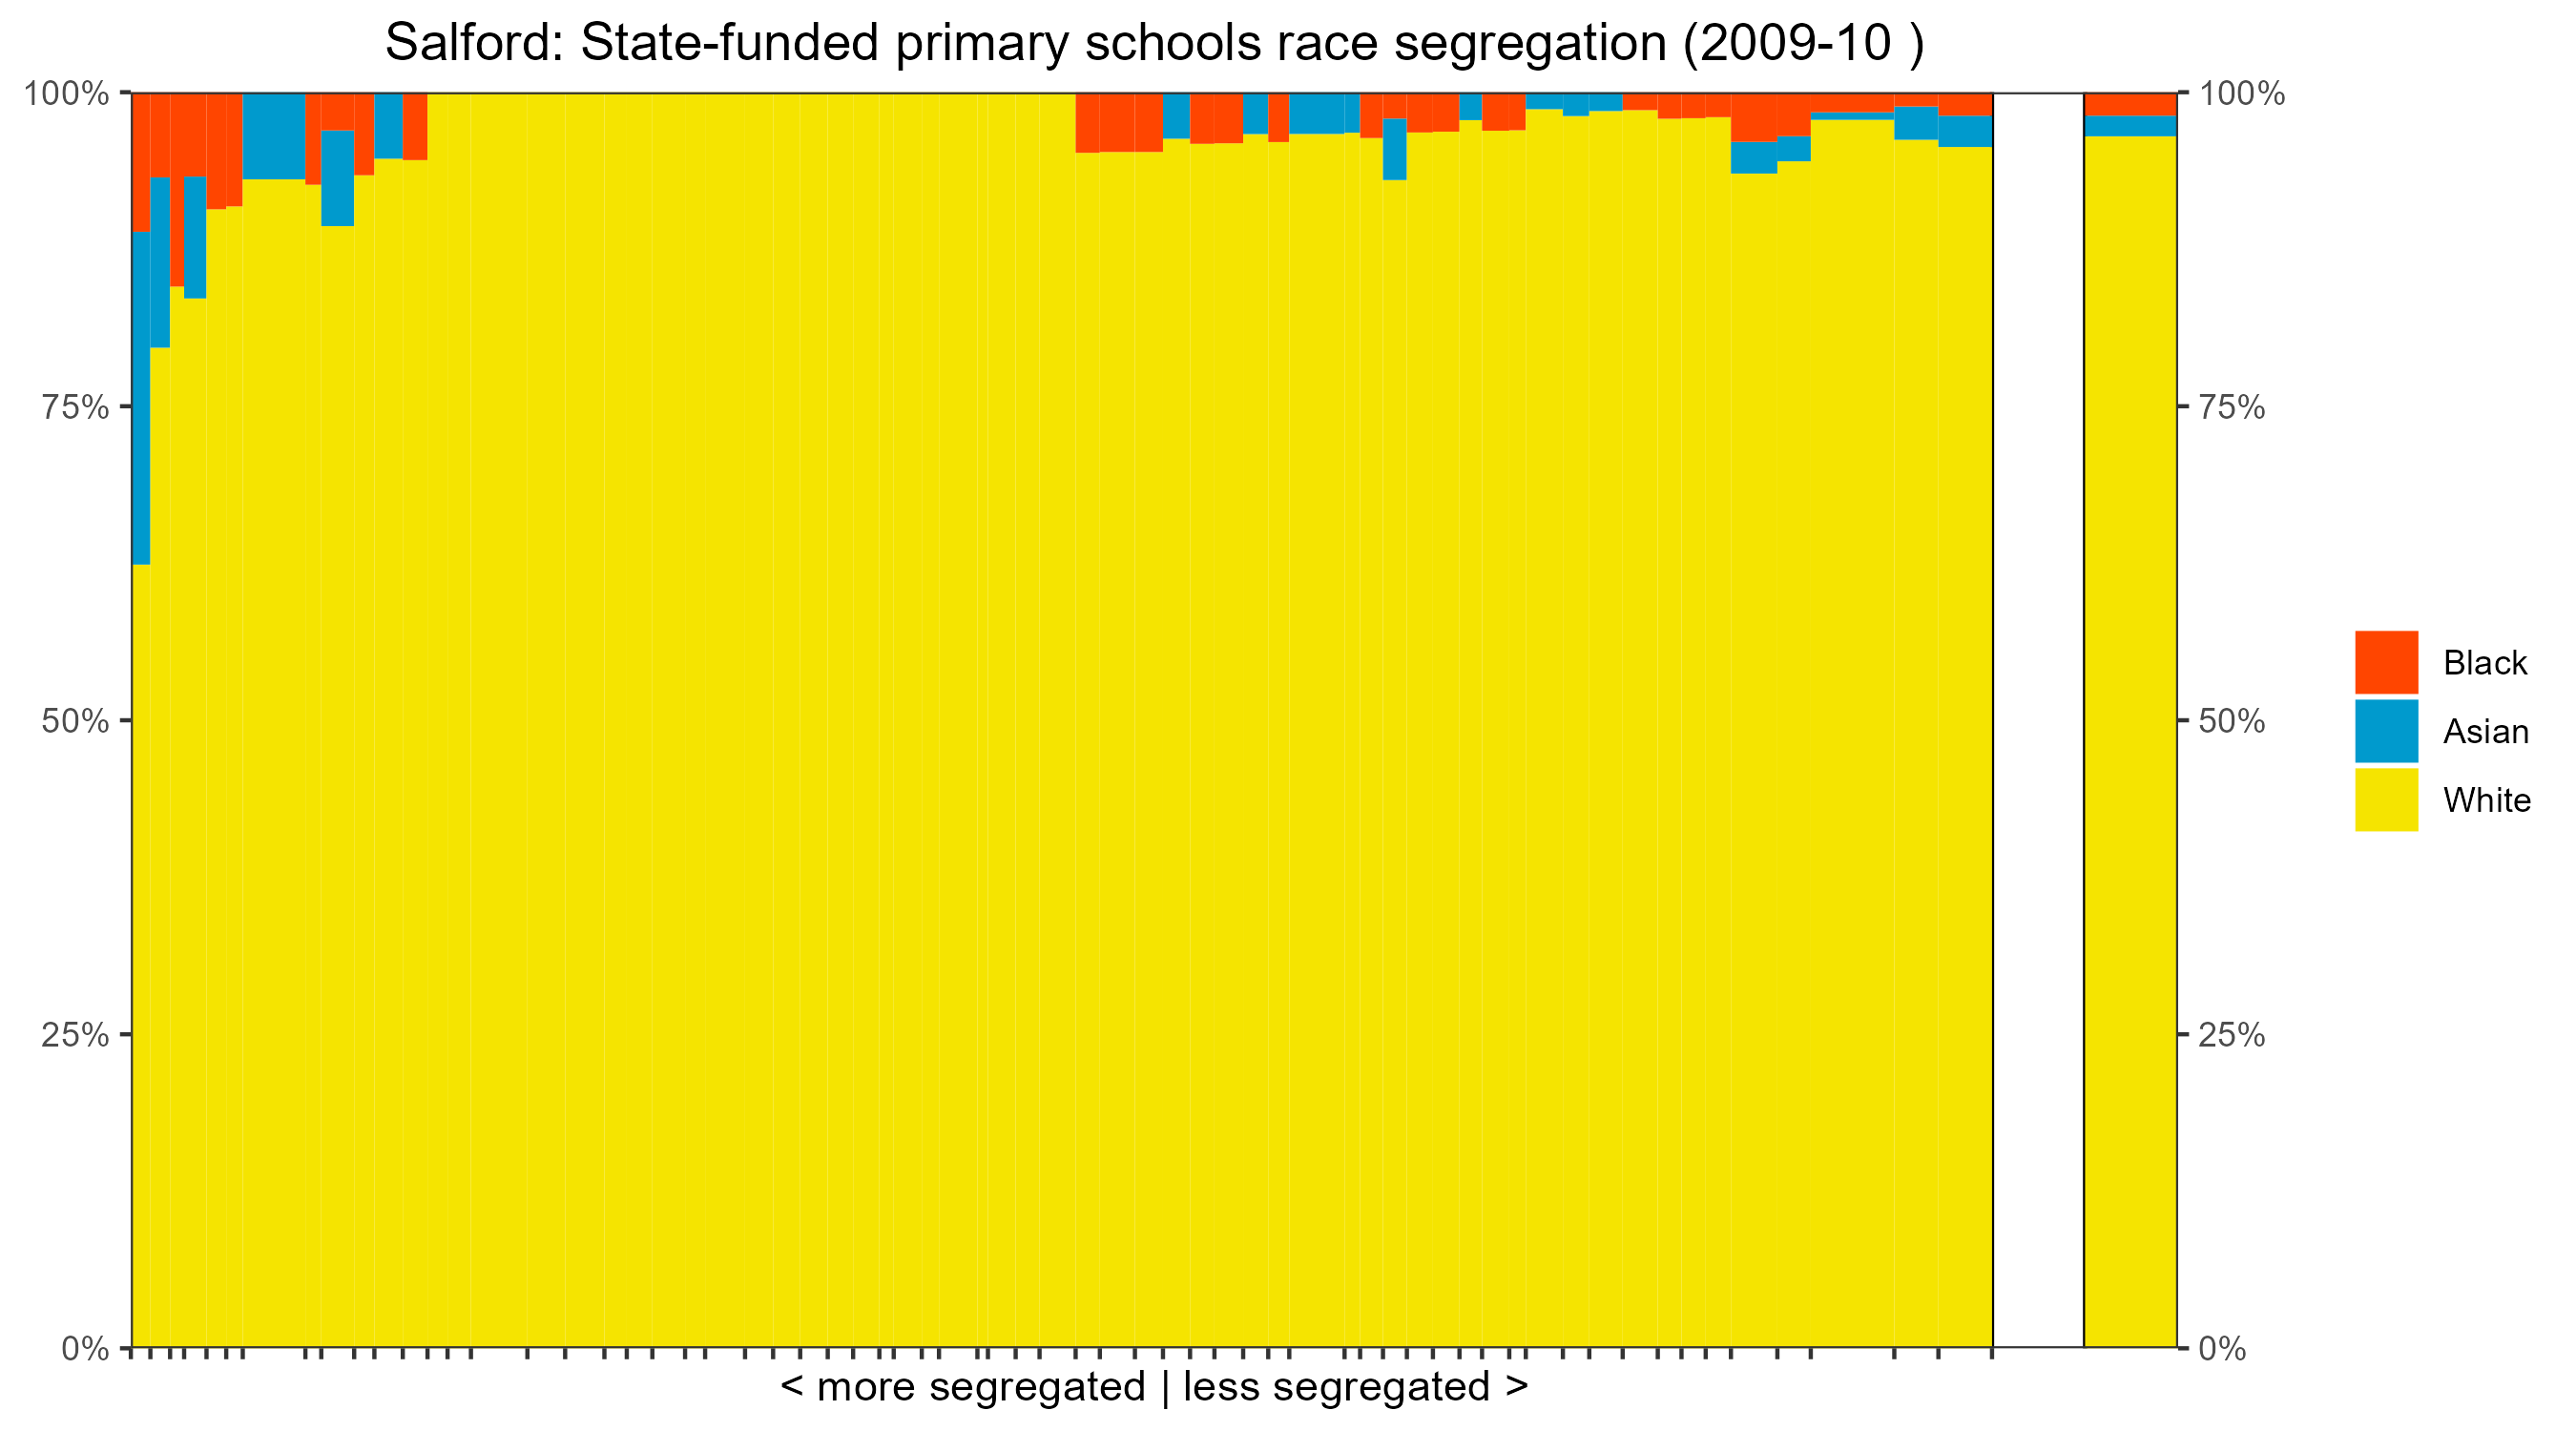 Salford: State-funded primary schools race segregation (2009-10 )
100%
100%
75%
75%
50%
50%
25%
25%
0%
0%
Black
Asian
White
< more segregated | less segregated >